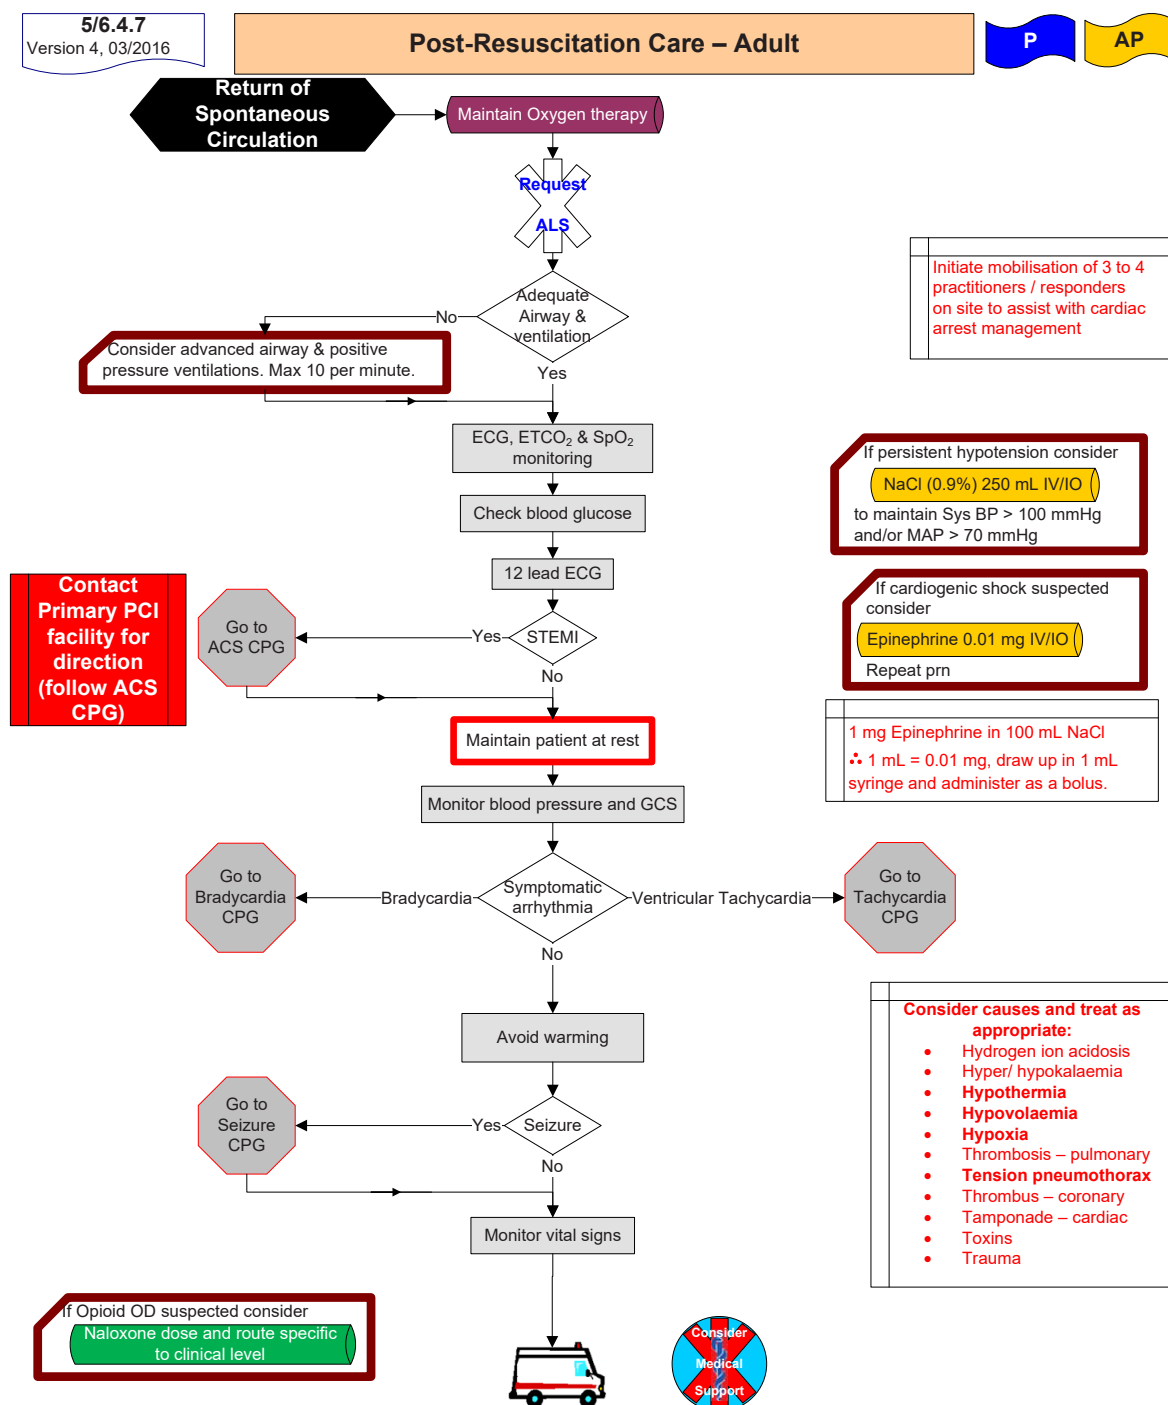 5/6.4.7
Version 4, 03/2016
Post-Resuscitation Care – Adult
P
AP
Return of
Spontaneous
Circulation
Maintain Oxygen therapy
Request
ALS
Initiate mobilisation of 3 to 4
practitioners / responders
on site to assist with cardiac
arrest management
Adequate
Airway &
ventilation
No
Consider advanced airway & positive
pressure ventilations. Max 10 per minute.
Yes
ECG, ETCO₂ & SpO₂
monitoring
If persistent hypotension consider
NaCl (0.9%) 250 mL IV/IO
to maintain Sys BP > 100 mmHg
and/or MAP > 70 mmHg
Check blood glucose
12 lead ECG
Contact
Primary PCI
facility for
direction
(follow ACS
CPG)
Go to
ACS CPG
Yes
STEMI
No
If cardiogenic shock suspected
consider
Epinephrine 0.01 mg IV/IO
Repeat prn
Maintain patient at rest
1 mg Epinephrine in 100 mL NaCl
∴ 1 mL = 0.01 mg, draw up in 1 mL
syringe and administer as a bolus.
Monitor blood pressure and GCS
Go to
Bradycardia
CPG
Bradycardia
Symptomatic
arrhythmia
Ventricular Tachycardia
Go to
Tachycardia
CPG
No
Avoid warming
Consider causes and treat as
appropriate:
• Hydrogen ion acidosis
• Hyper/ hypokalaemia
• Hypothermia
• Hypovolaemia
• Hypoxia
• Thrombosis – pulmonary
• Tension pneumothorax
• Thrombus – coronary
• Tamponade – cardiac
• Toxins
• Trauma
Go to
Seizure
CPG
Yes
Seizure
No
Monitor vital signs
If Opioid OD suspected consider
Naloxone dose and route specific
to clinical level
Consider
Medical
Support